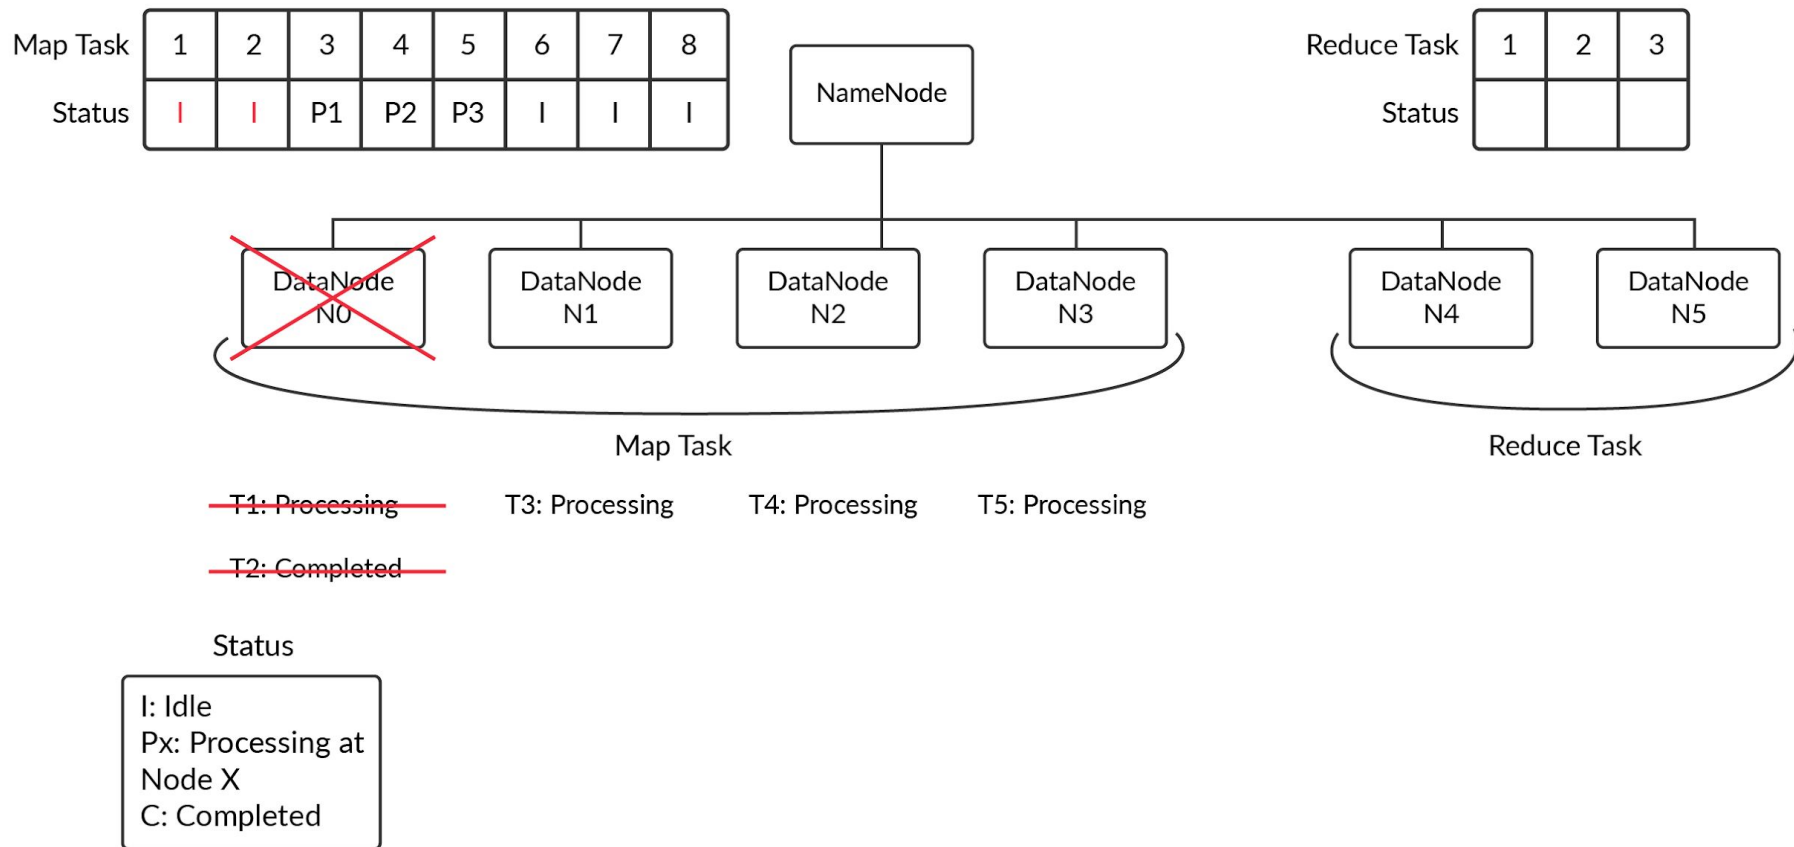 Map Task 1 2 3 4 5 6 7 8
Status I I P1 P2 P3 I I I
NameNode
Reduce Task 1 2 3
Status
DataNode
N0
DataNode
N1
DataNode
N2
DataNode
N3
DataNode
N4
DataNode
N5
Map Task
Reduce Task
T1: Processing
T3: Processing
T4: Processing
T5: Processing
T2: Completed
Status
I: Idle
Px: Processing at
Node X
C: Completed